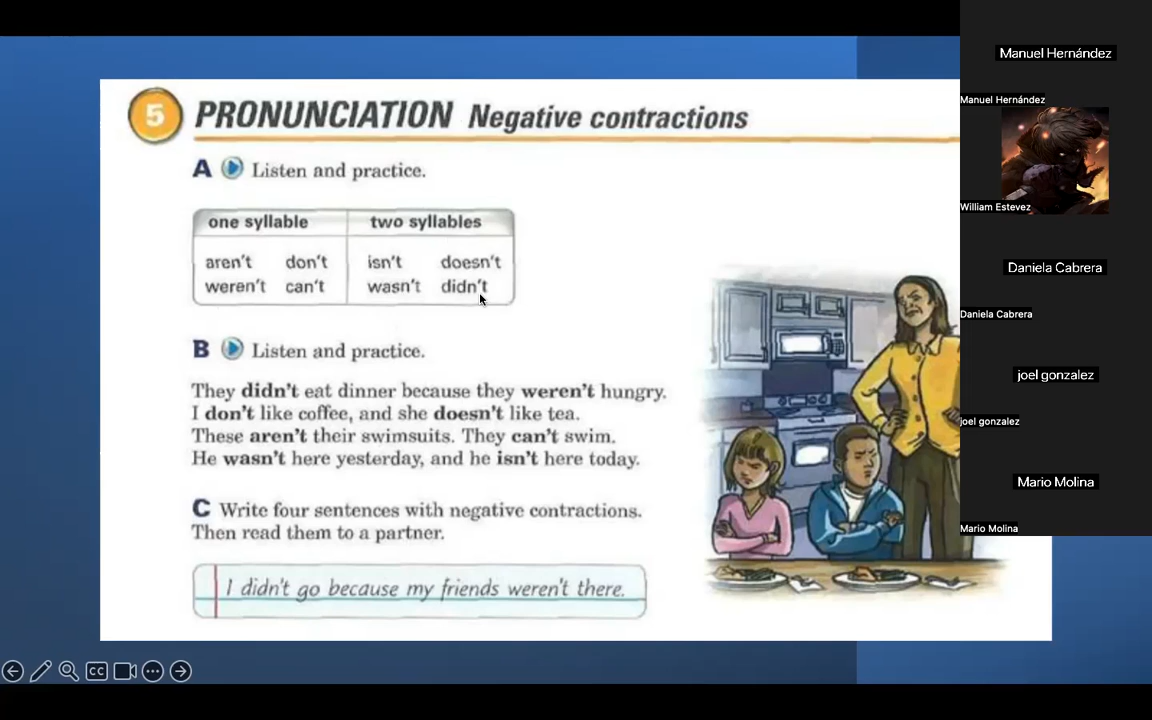 5 PRONUNCIATION Negative contractions
A Listen and practice.
one syllable two syllables
aren't don't isn't doesn't
weren't can't wasn't didn't
B Listen and practice.
They didn't eat dinner because they weren't hungry.
I don't like coffee, and she doesn't like tea.
These aren't their swimsuits. They can't swim.
He wasn't here yesterday, and he isn't here today.
C Write four sentences with negative contractions.
Then read them to a partner.
I didn't go because my friends weren't there.
CC
Manuel Hernández
Manuel Hernández
William Estevez
Daniela Cabrera
Daniela Cabrera
joel gonzalez
joel gonzalez
Mario Molina
Mario Molina